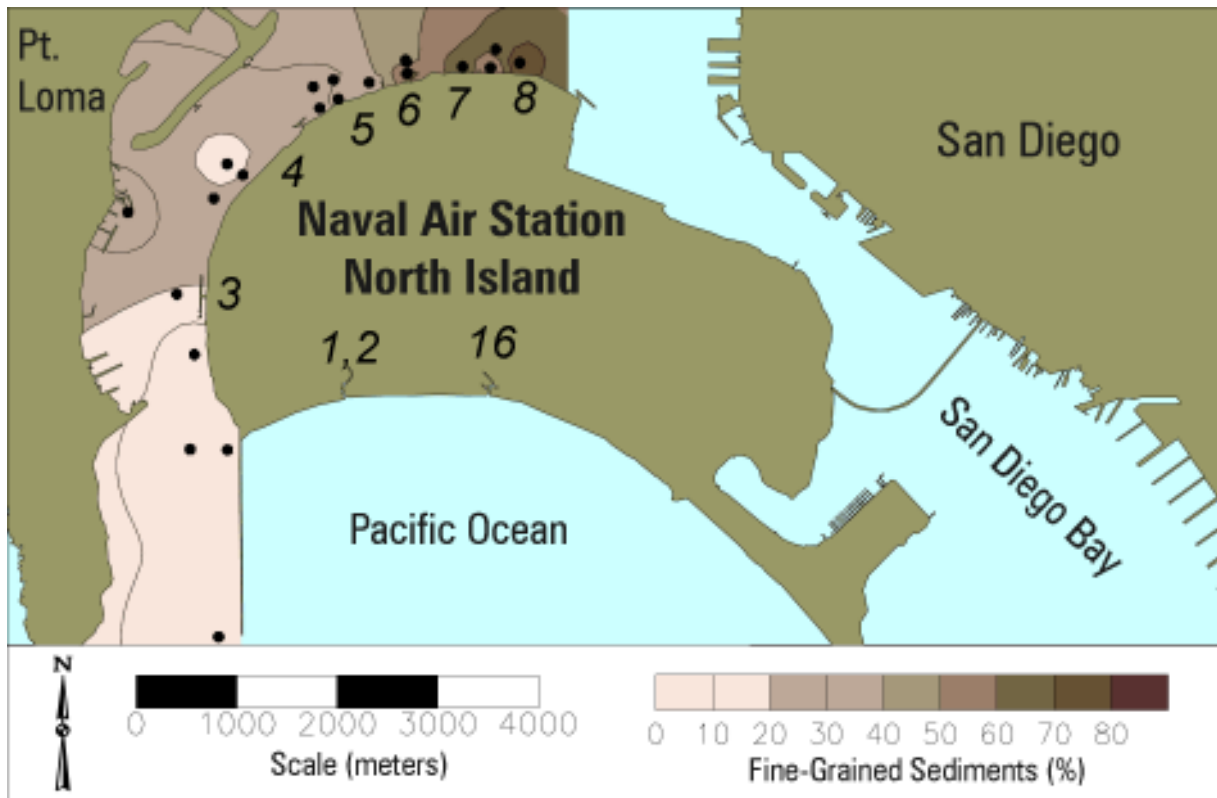 Pt.
Loma
San Diego
5
6
7
8
4
Naval Air Station
North Island
3
1,2
16
San Diego Bay
Pacific Ocean
N
0 1000 2000 3000 4000
Scale (meters)
0 10 20 30 40 50 60 70 80
Fine-Grained Sediments (%)